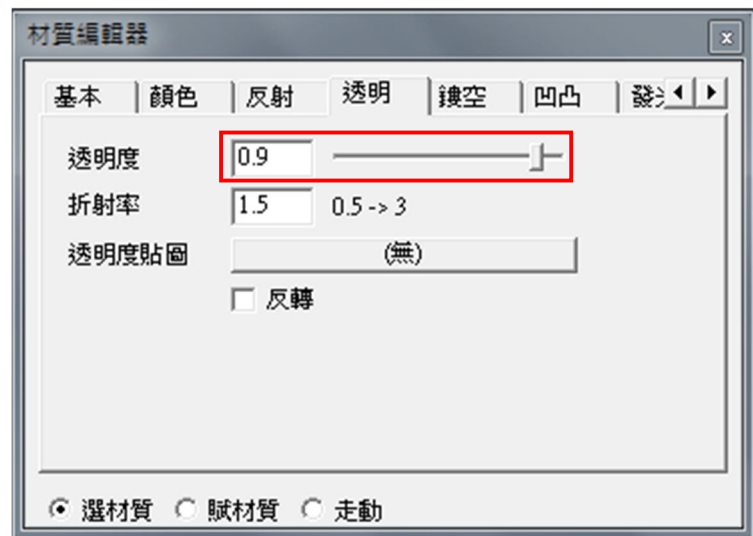 材質編輯器
基本 顏色 反射 透明 鏤空 凹凸
透明度 0.9
折射率 1.5 0.5 -> 3
透明度貼圖 (無)
反轉
選材質 賦材質 走動